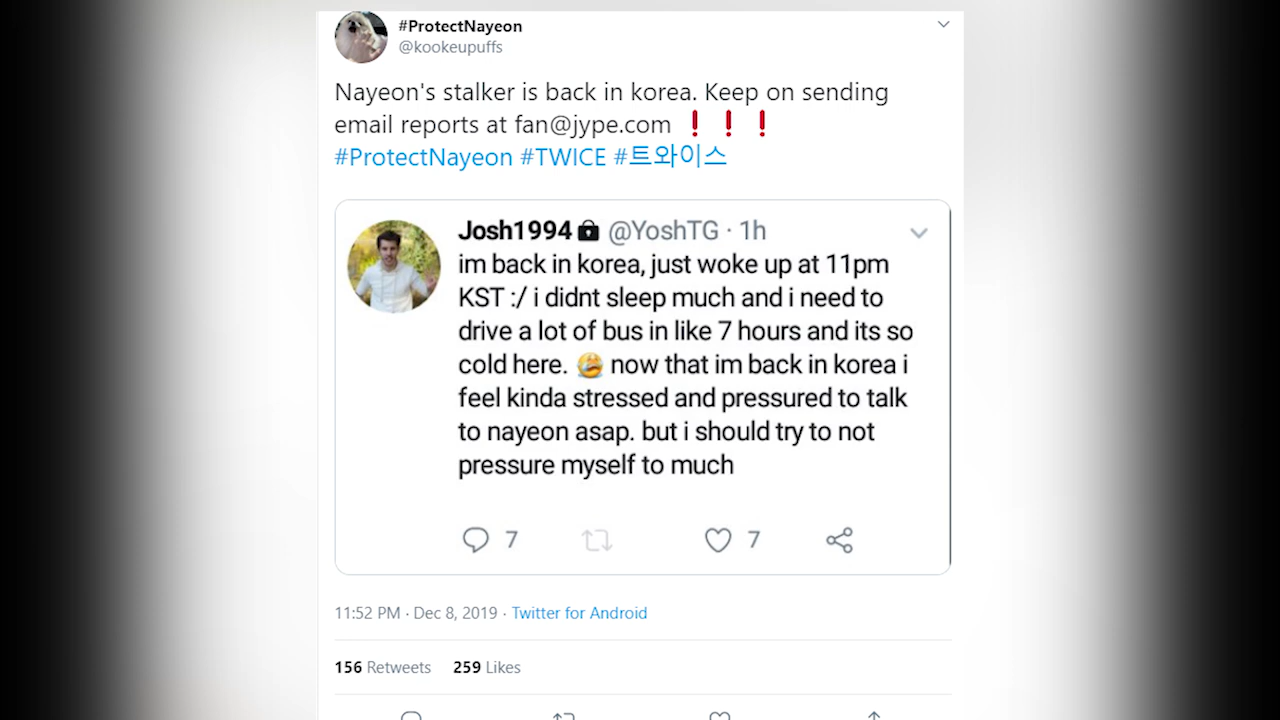 #ProtectNayeon
@kookeupuffs
Nayeon's stalker is back in korea. Keep on sending
email reports at fan@jype.com ❗ ❗ ❗
#ProtectNayeon #TWICE #트와이스
Josh1994🔒 @YoshTG · 1h
im back in korea, just woke up at 11pm
KST :/ i didnt sleep much and i need to
drive a lot of bus in like 7 hours and its so
cold here. 😭 now that im back in korea i
feel kinda stressed and pressured to talk
to nayeon asap. but i should try to not
pressure myself to much
7 7
11:52 PM · Dec 8, 2019 · Twitter for Android
156 Retweets 259 Likes